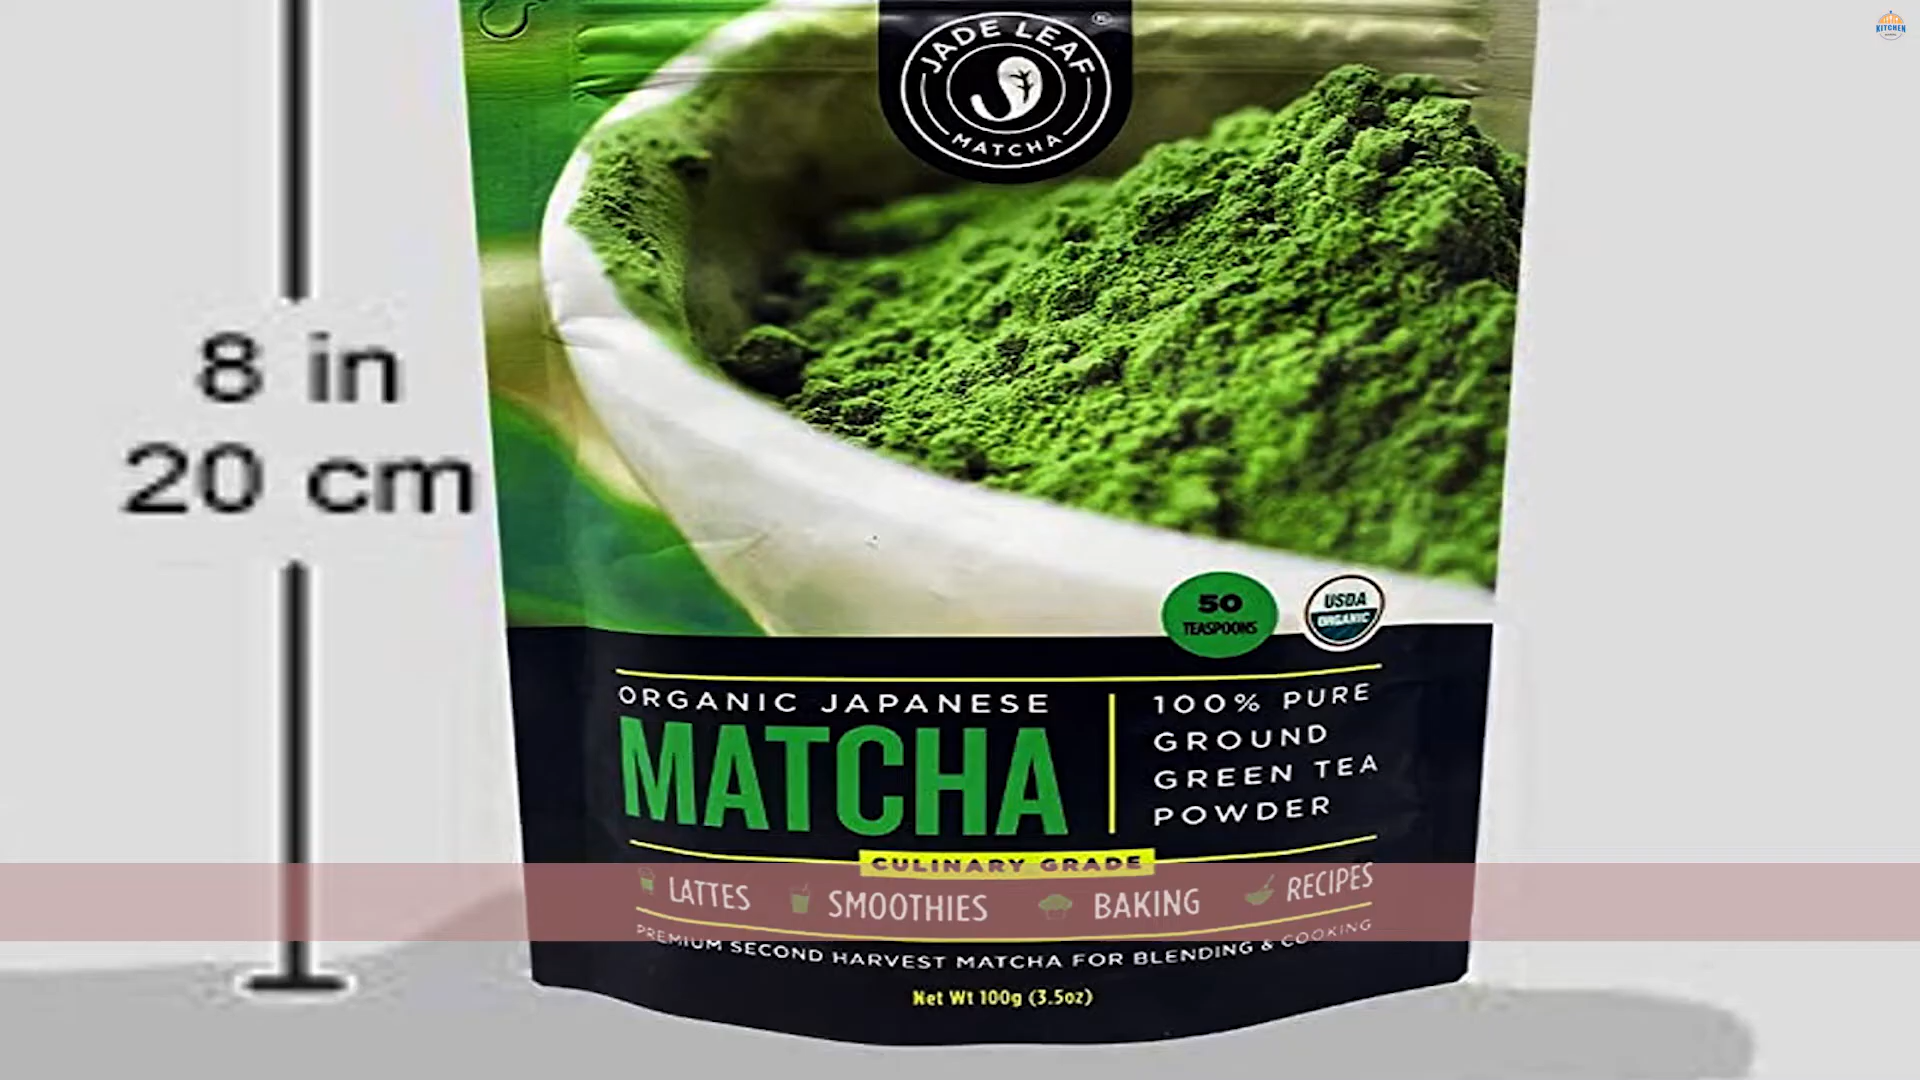 KITCHEN
JADE LEAF
MATCHA
®
8 in
20 cm
50
TEASPOONS
USDA
ORGANIC
ORGANIC JAPANESE
MATCHA
100% PURE
GROUND
GREEN TEA
POWDER
CULINARY GRADE
LATTES SMOOTHIES BAKING RECIPES
PREMIUM SECOND HARVEST MATCHA FOR BLENDING & COOKING
Net Wt 100g (3.5oz)